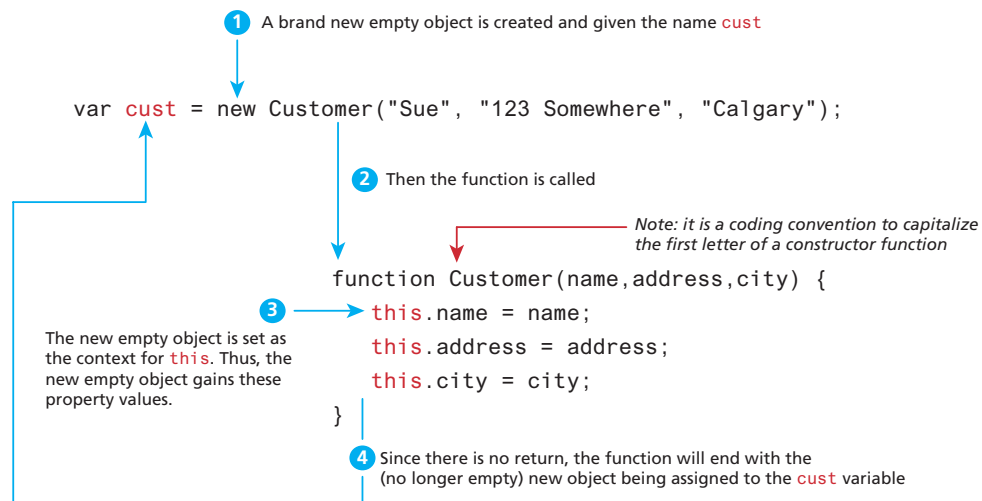 1 A brand new empty object is created and given the name cust
var cust = new Customer("Sue", "123 Somewhere", "Calgary");
2 Then the function is called
Note: it is a coding convention to capitalize
the first letter of a constructor function
function Customer(name,address,city) {
3
this.name = name;
this.address = address;
this.city = city;
}
The new empty object is set as
the context for this. Thus, the
new empty object gains these
property values.
4 Since there is no return, the function will end with the
(no longer empty) new object being assigned to the cust variable